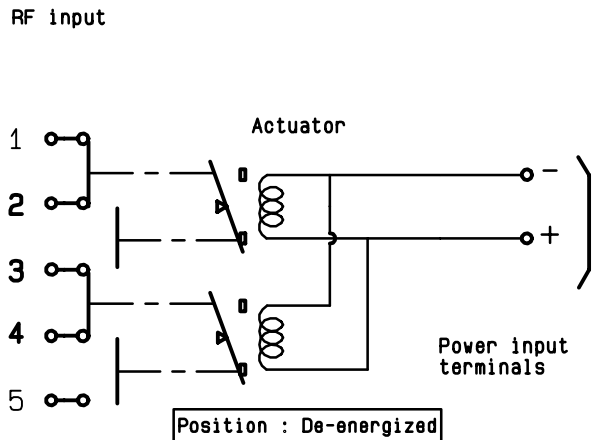 RF input
Actuator
1
2
3
4
5
−
+
Power input
terminals
Position : De-energized